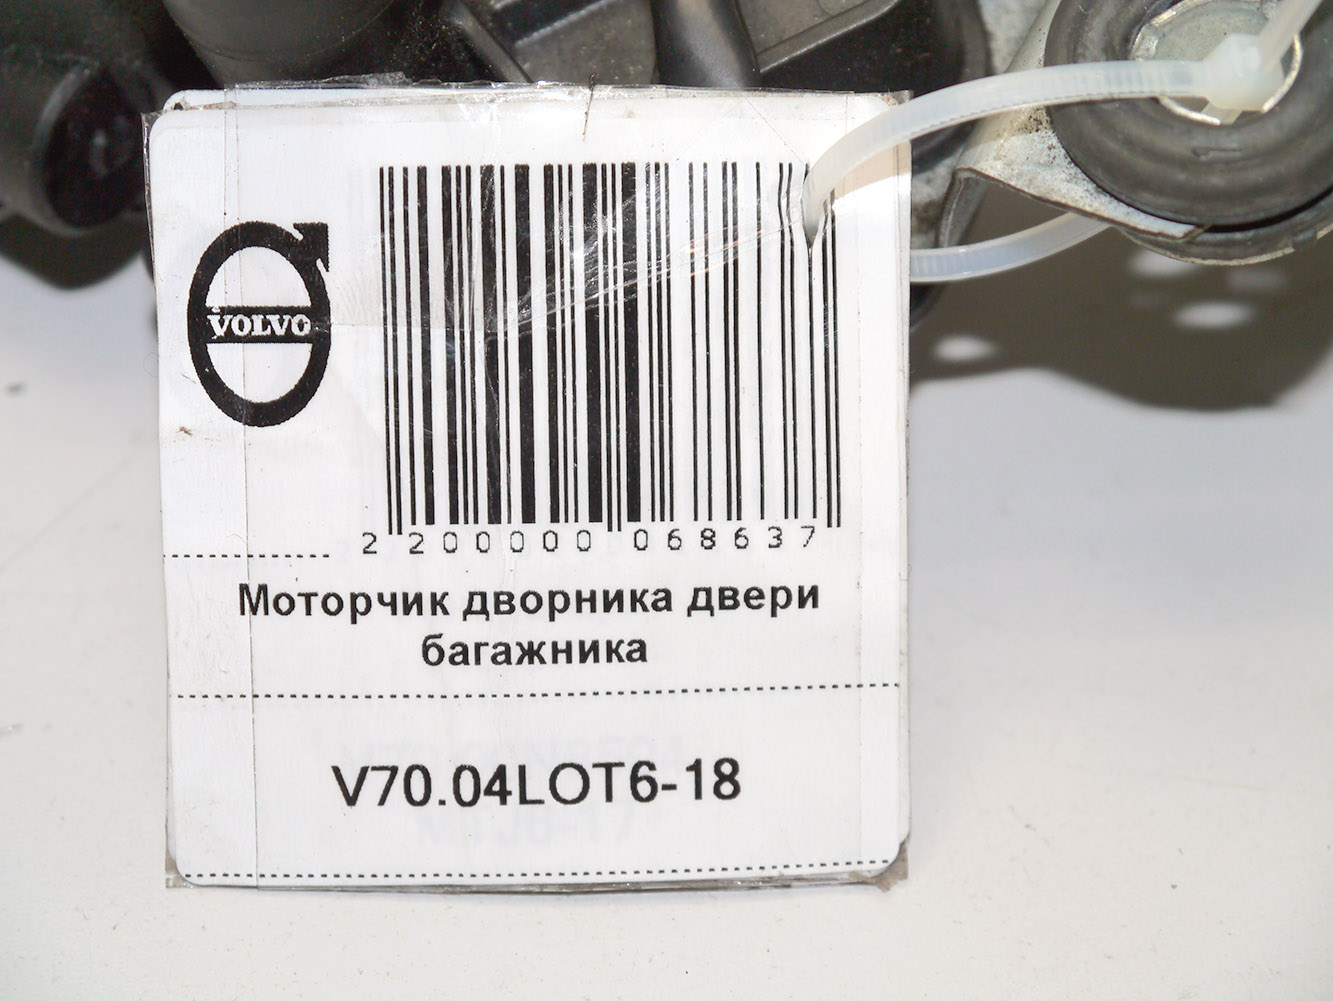 VOLVO
2 200000 068637
Моторчик дворника двери
багажника
V70.04LOT6-18